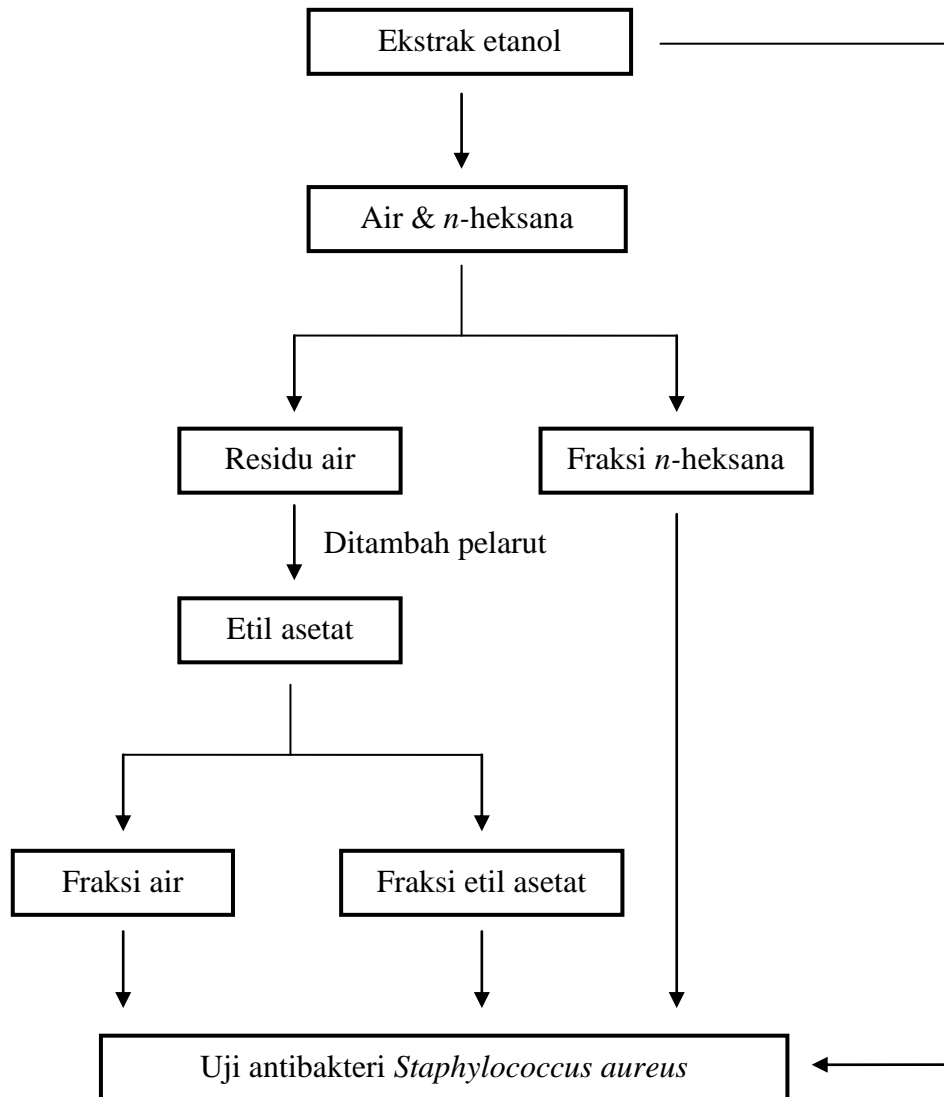 Ekstrak etanol
Air & n-heksana
Residu air
Fraksi n-heksana
Ditambah pelarut
Etil asetat
Fraksi air
Fraksi etil asetat
Uji antibakteri Staphylococcus aureus